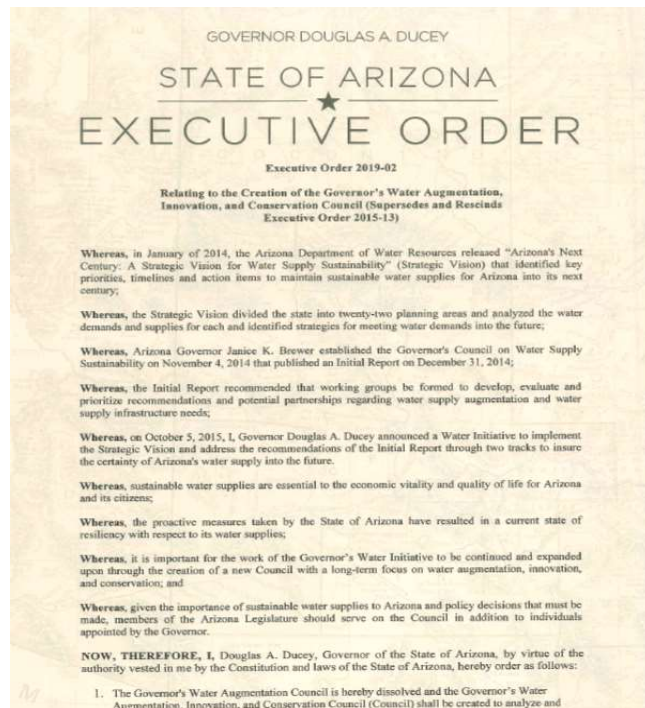 GOVERNOR DOUGLAS A. DUCEY
STATE OF ARIZONA
EXECUTIVE ORDER
Executive Order 2019-02
Relating to the Creation of the Governor's Water Augmentation,
Innovation, and Conservation Council (Supersedes and Rescinds
Executive Order 2015-13)
Whereas, in January of 2014, the Arizona Department of Water Resources released "Arizona's Next
Century: A Strategic Vision for Water Supply Sustainability" (Strategic Vision) that identified key
priorities, timelines and action items to maintain sustainable water supplies for Arizona into its next
century;
Whereas, the Strategic Vision divided the state into twenty-two planning areas and analyzed the water
demands and supplies for each and identified strategies for meeting water demands into the future;
Whereas, Arizona Governor Janice K. Brewer established the Governor's Council on Water Supply
Sustainability on November 4, 2014 that published an Initial Report on December 31, 2014;
Whereas, the Initial Report recommended that working groups be formed to develop, evaluate and
prioritize recommendations and potential partnerships regarding water supply augmentation and water
supply infrastructure needs;
Whereas, on October 5, 2015, I, Governor Douglas A. Ducey announced a Water Initiative to implement
the Strategic Vision and address the recommendations of the Initial Report through two tracks to insure
the certainty of Arizona's water supply into the future.
Whereas, sustainable water supplies are essential to the economic vitality and quality of life for Arizona
and its citizens;
Whereas, the proactive measures taken by the State of Arizona have resulted in a current state of
resiliency with respect to its water supplies;
Whereas, it is important for the work of the Governor's Water Initiative to be continued and expanded
upon through the creation of a new Council with a long-term focus on water augmentation, innovation,
and conservation; and
Whereas, given the importance of sustainable water supplies to Arizona and policy decisions that must be
made, members of the Arizona Legislature should serve on the Council in addition to individuals
appointed by the Governor.
NOW, THEREFORE, I, Douglas A. Ducey, Governor of the State of Arizona, by virtue of the
authority vested in me by the Constitution and laws of the State of Arizona, hereby order as follows:
1. The Governor's Water Augmentation Council is hereby dissolved and the Governor's Water
Augmentation, Innovation, and Conservation Council (Council) shall be created to analyze and